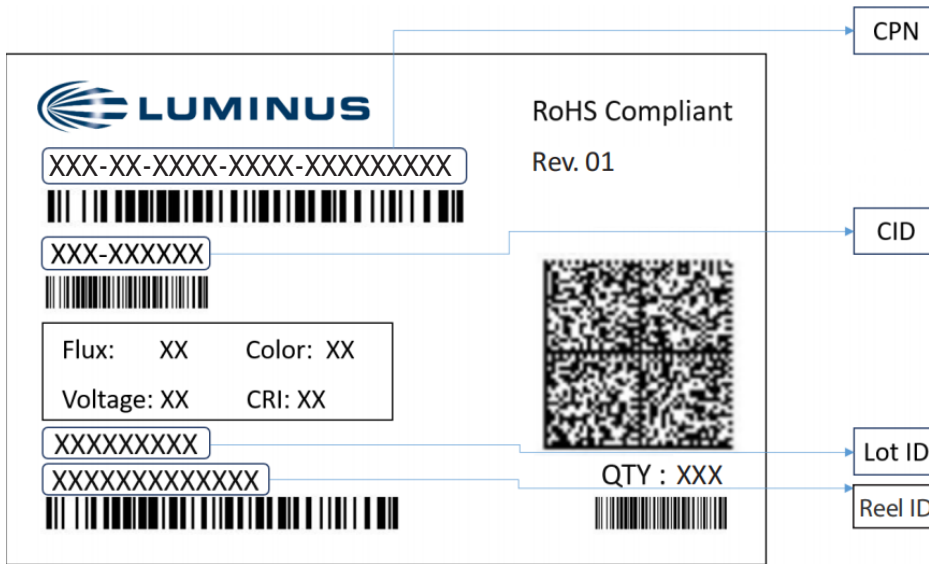 CPN
LUMINUS
RoHS Compliant
XXX-XX-XXXX-XXXX-XXXXXXXXX
Rev. 01
XXX-XXXXXX
CID
Flux: XX Color: XX
Voltage: XX CRI: XX
XXXXXXXXX
Lot ID
XXXXXXXXXXXXX
QTY : XXX
Reel ID